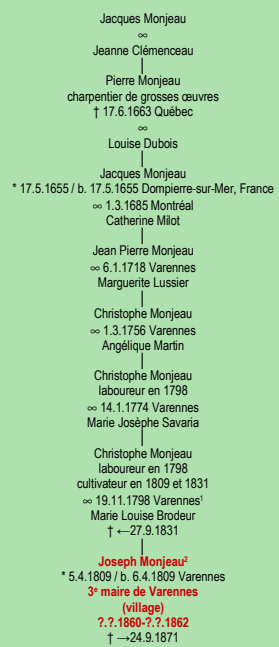 Jacques Monjeau
∞
Jeanne Clémenceau
Pierre Monjeau
charpentier de grosses œuvres
† 17.6.1663 Québec
∞
Louise Dubois
Jacques Monjeau
* 17.5.1655 / b. 17.5.1655 Dompierre-sur-Mer, France
∞ 1.3.1685 Montréal
Catherine Milot
Jean Pierre Monjeau
∞ 6.1.1718 Varennes
Marguerite Lussier
Christophe Monjeau
∞ 1.3.1756 Varennes
Angélique Martin
Christophe Monjeau
laboureur en 1798
∞ 14.1.1774 Varennes
Marie Josèphe Savaria
Christophe Monjeau
laboureur en 1798
cultivateur en 1809 et 1831
∞ 19.11.1798 Varennes¹
Marie Louise Brodeur
† ←27.9.1831
Joseph Monjeau²
* 5.4.1809 / b. 6.4.1809 Varennes
3ᵉ maire de Varennes
(village)
?.?.1860-?.?.1862
† →24.9.1871